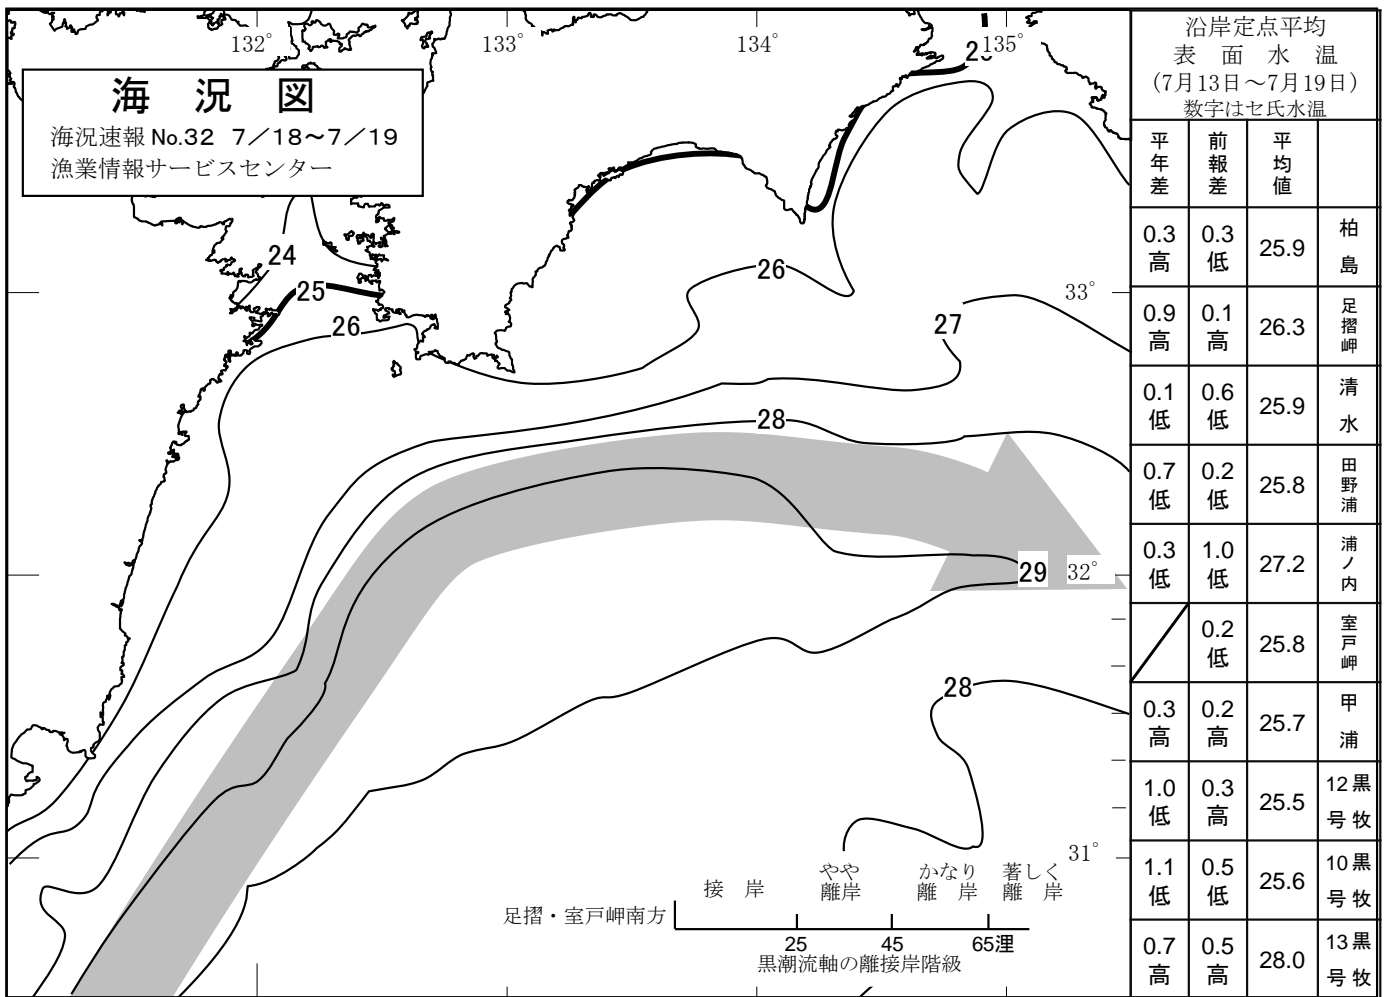 海況図
海況速報 No.32 7／18～7／19
漁業情報サービスセンター
132°
133°
134°
135°
24
25
26
26
27
28
29
28
33°
32°
31°
接岸
やや離岸
かなり離岸
著しく離岸
足摺・室戸岬南方
25 45 65浬
黒潮流軸の離接岸階級
沿岸定点平均
表面水温
(7月13日～7月19日)
数字はセ氏水温
平年差 前報差 平均値
0.3高 0.3低 25.9 柏島
0.9高 0.1高 26.3 足摺岬
0.1低 0.6低 25.9 清水
0.7低 0.2低 25.8 田野浦
0.3低 1.0低 27.2 浦ノ内
0.2低 25.8 室戸岬
0.3高 0.2高 25.7 甲浦
1.0低 0.3高 25.5 黒牧12号
1.1低 0.5低 25.6 黒牧10号
0.7高 0.5高 28.0 黒牧13号